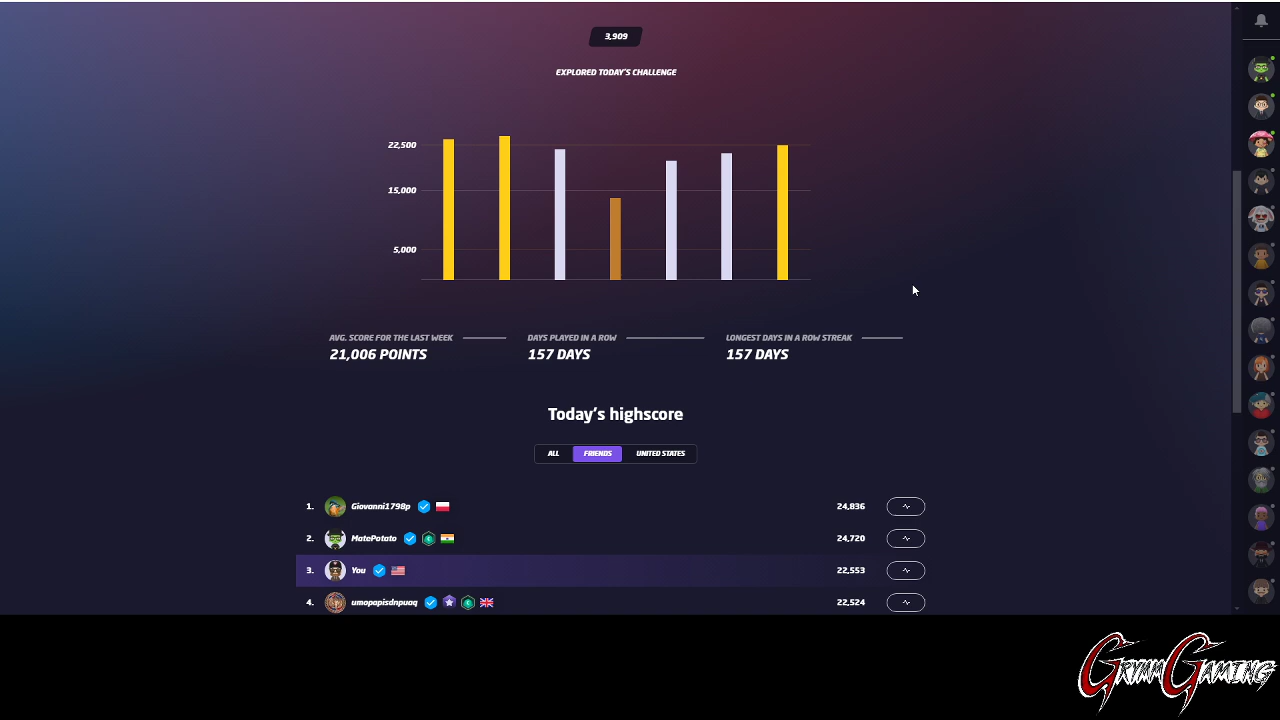 3,909
EXPLORED TODAY'S CHALLENGE
22,500
15,000
5,000
AVG. SCORE FOR THE LAST WEEK
21,006 POINTS
DAYS PLAYED IN A ROW
157 DAYS
LONGEST DAYS IN A ROW STREAK
157 DAYS
Today's highscore
ALL FRIENDS UNITED STATES
1. Giovanni1798p 24,836
2. MatePotato 24,720
3. You 22,553
4. umopapisdnpuaq 22,524
GrimGaming